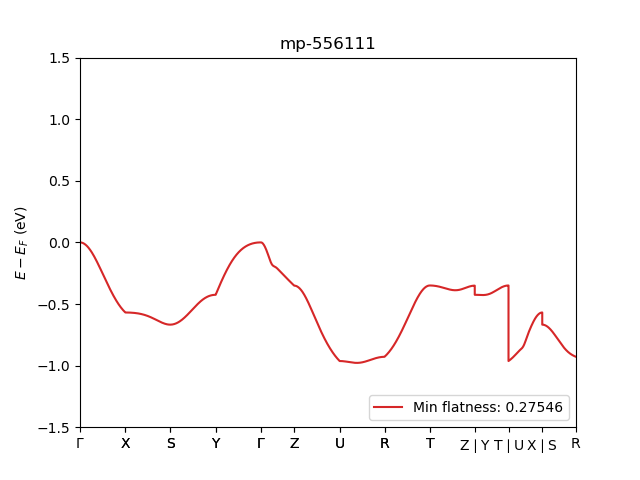 mp-556111
E − E_F (eV)
1.5
1.0
0.5
0.0
−0.5
−1.0
−1.5
Min flatness: 0.27546
Γ X S Y Γ Z U R T Z|Y T|U X|S R